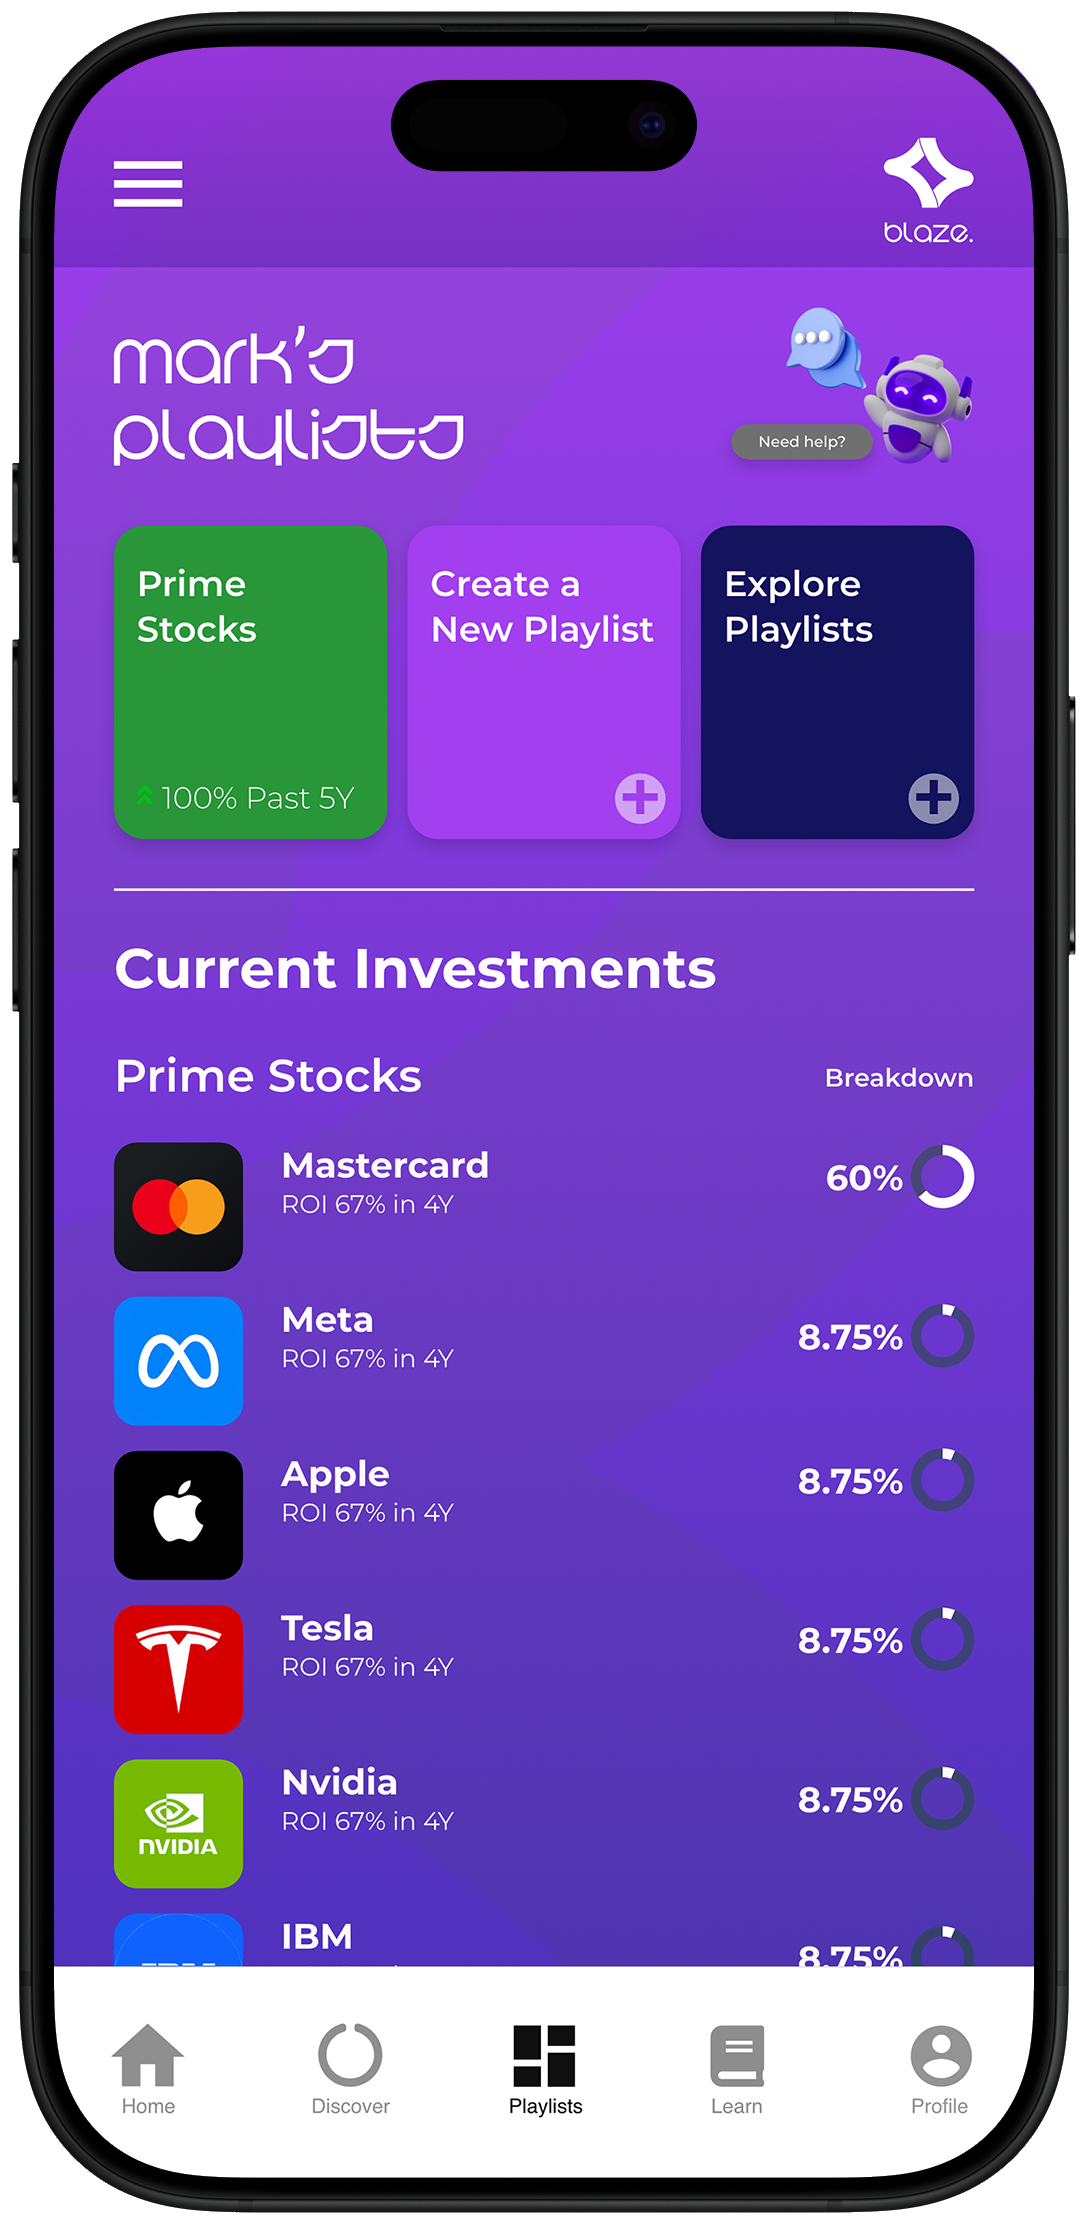 blaze.
mark's
playlists
Need help?
Prime
Stocks
100% Past 5Y
Create a
New Playlist
Explore
Playlists
Current Investments
Prime Stocks
Breakdown
Mastercard
ROI 67% in 4Y
60%
Meta
ROI 67% in 4Y
8.75%
Apple
ROI 67% in 4Y
8.75%
Tesla
ROI 67% in 4Y
8.75%
NVIDIA
Nvidia
ROI 67% in 4Y
8.75%
IBM
8.75%
Home
Discover
Playlists
Learn
Profile